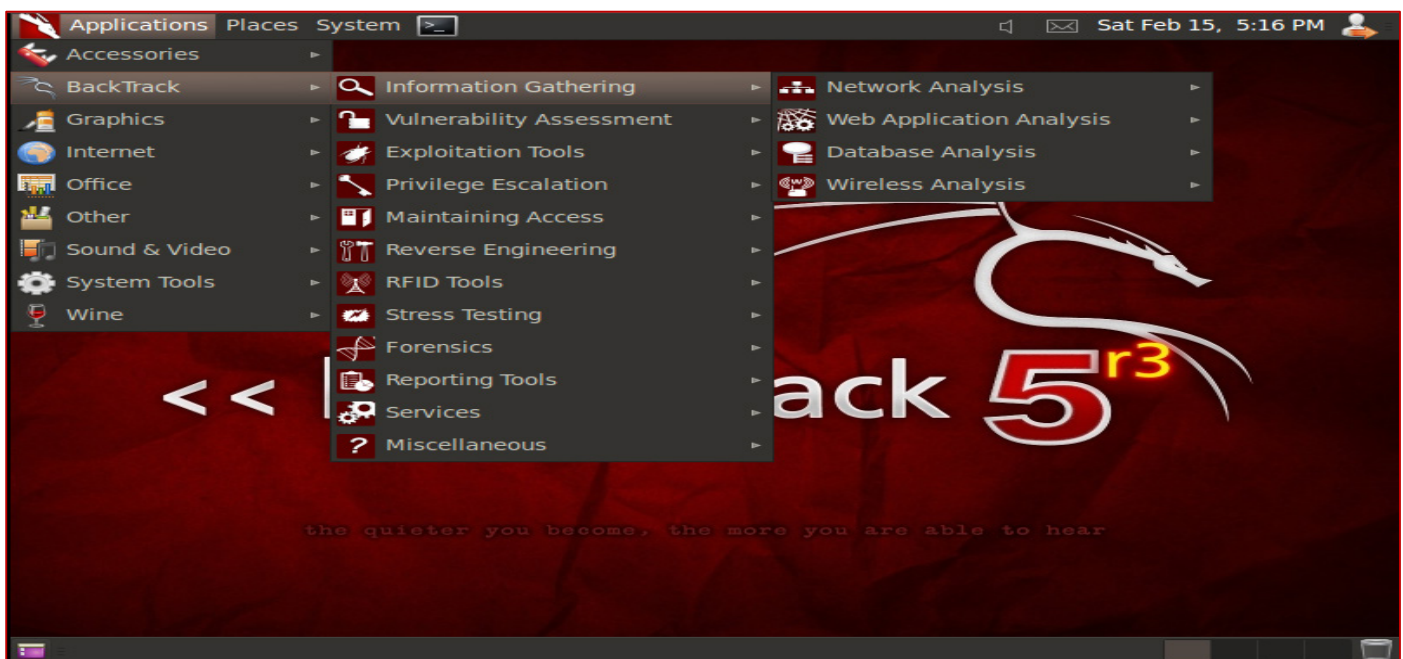 Applications Places System Sat Feb 15, 5:16 PM
Accessories
BackTrack
Graphics
Internet
Office
Other
Sound & Video
System Tools
Wine
Information Gathering
Vulnerability Assessment
Exploitation Tools
Privilege Escalation
Maintaining Access
Reverse Engineering
RFID Tools
Stress Testing
Forensics
Reporting Tools
Services
Miscellaneous
Network Analysis
Web Application Analysis
Database Analysis
Wireless Analysis
<< ack 5 r3
the quieter you become, the more you are able to hear